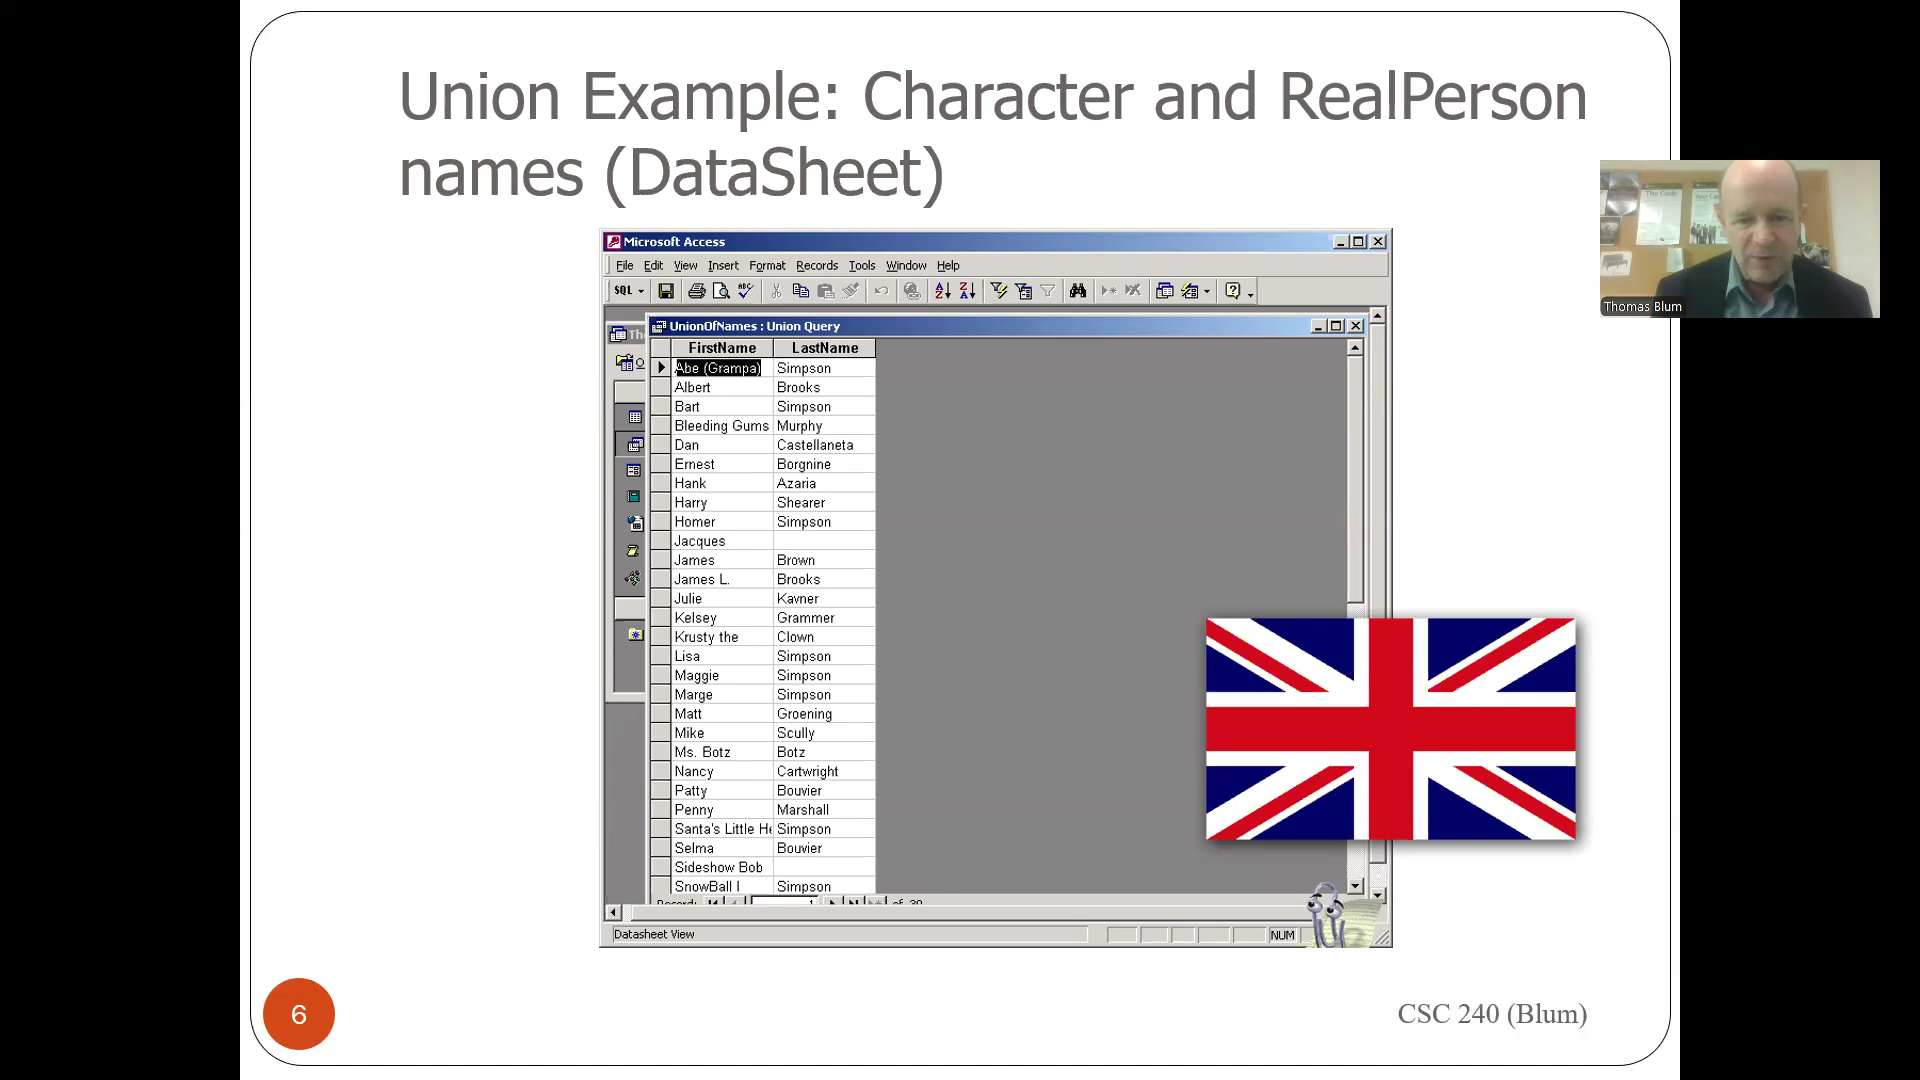 Union Example: Character and RealPerson
names (DataSheet)
Microsoft Access
File Edit View Insert Format Records Tools Window Help
SQL
UnionOfNames : Union Query
FirstName LastName
Abe (Grampa) Simpson
Albert Brooks
Bart Simpson
Bleeding Gums Murphy
Dan Castellaneta
Ernest Borgnine
Hank Azaria
Harry Shearer
Homer Simpson
Jacques
James Brown
James L. Brooks
Julie Kavner
Kelsey Grammer
Krusty the Clown
Lisa Simpson
Maggie Simpson
Marge Simpson
Matt Groening
Mike Scully
Ms. Botz Botz
Nancy Cartwright
Patty Bouvier
Penny Marshall
Santa's Little He Simpson
Selma Bouvier
Sideshow Bob
SnowBall I Simpson
Datasheet View NUM
Thomas Blum
6
CSC 240 (Blum)